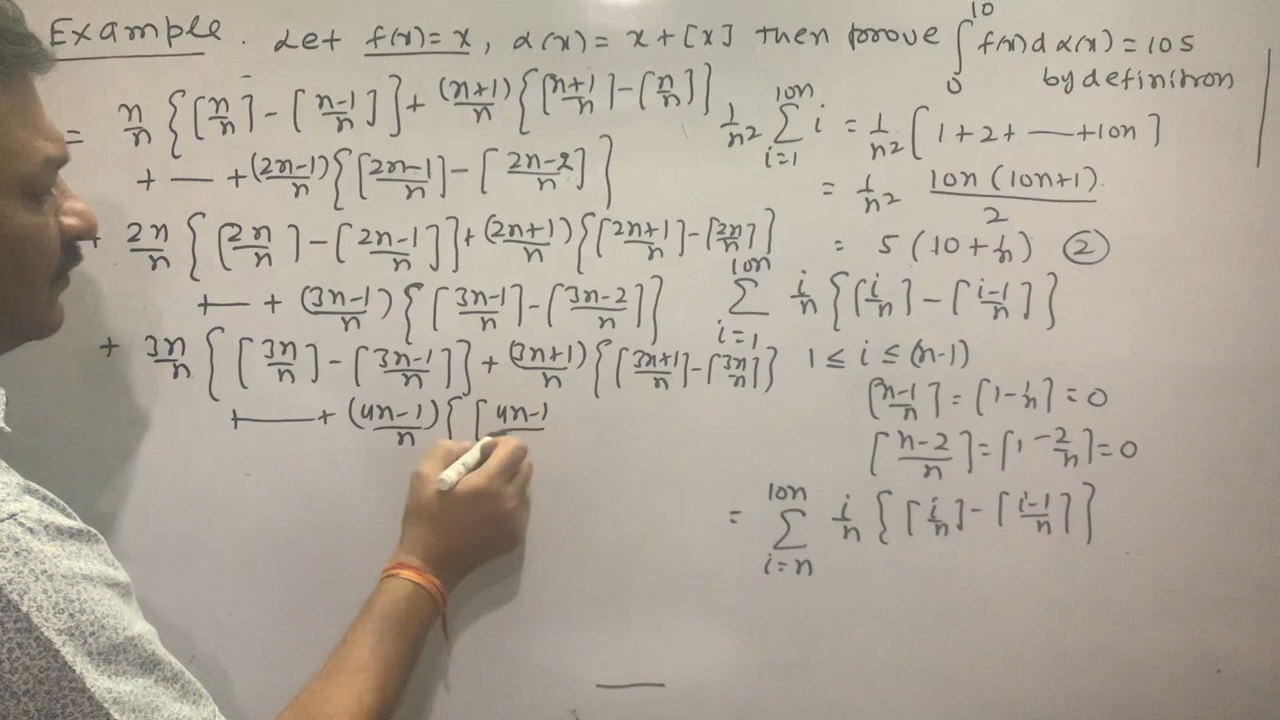 Example. Let f(x) = x, α(x) = x + [x] then prove ∫₀¹⁰ f(x) d α(x) = 105
by definition
= n/n {[n/n] - [n-1/n]} + (n+1)/n {[n+1/n] - [n/n]}
+ — + (2n-1)/n {[2n-1/n] - [2n-2/n]}
+ 2n/n {[2n/n] - [2n-1/n]} + (2n+1)/n {[2n+1/n] - [2n/n]}
+ — + (3n-1)/n {[3n-1/n] - [3n-2/n]}
+ 3n/n {[3n/n] - [3n-1/n]} + (3n+1)/n {[3n+1/n] - [3n/n]}
+ — + (4n-1)/n {[4n-1
1/n² Σ_{i=1}^{10n} i = 1/n² [1+2+ — +10n]
= 1/n² 10n(10n+1)/2
= 5(10 + 1/n) ②
Σ_{i=1}^{10n} i/n {[i/n] - [i-1/n]}
1 ≤ i ≤ (n-1)
[n-1/n] = [1-1/n] = 0
[n-2/n] = [1-2/n] = 0
= Σ_{i=n}^{10n} i/n {[i/n] - [i-1/n]}